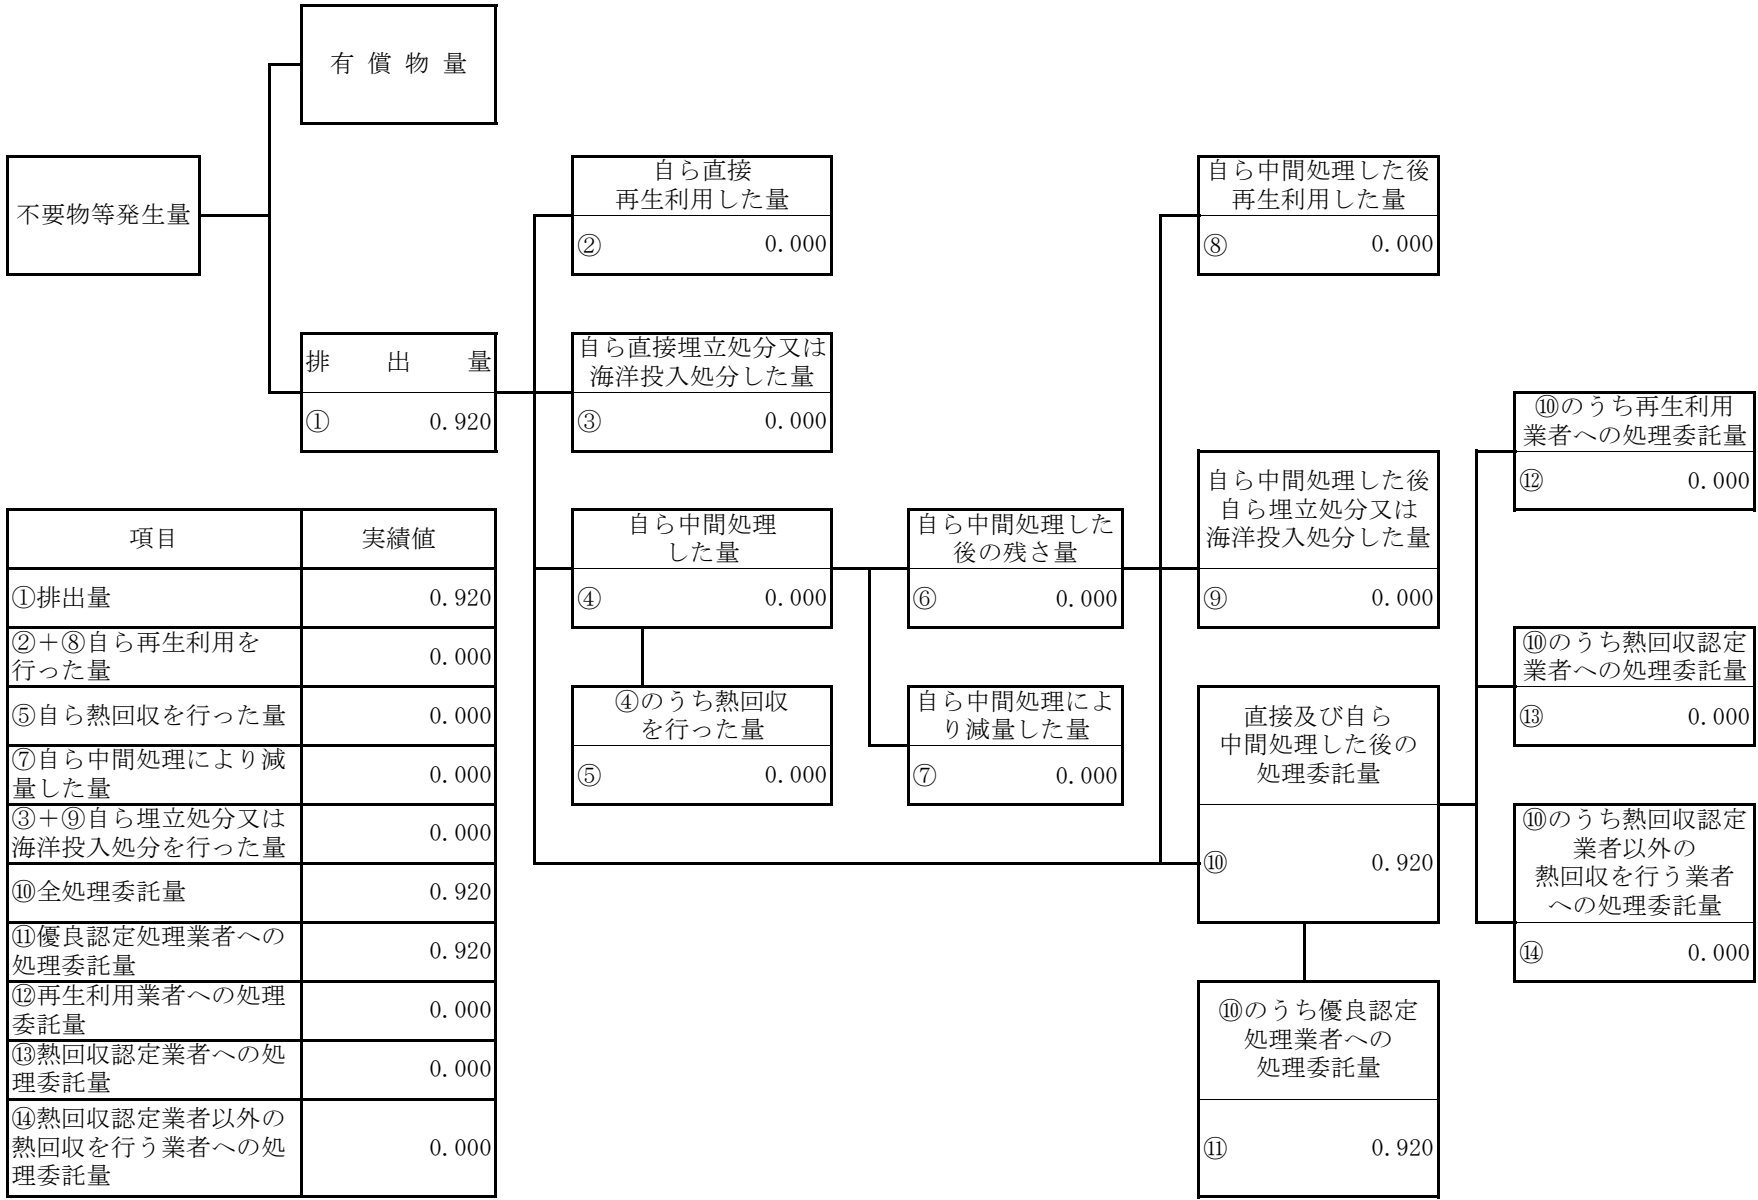 有 償 物 量
不要物等発生量
自ら直接
再生利用した量
② 0.000
自ら中間処理した後
再生利用した量
⑧ 0.000
排 出 量
① 0.920
自ら直接埋立処分又は
海洋投入処分した量
③ 0.000
⑩のうち再生利用
業者への処理委託量
⑫ 0.000
自ら中間処理
した量
④ 0.000
自ら中間処理した
後の残さ量
⑥ 0.000
自ら中間処理した後
自ら埋立処分又は
海洋投入処分した量
⑨ 0.000
⑩のうち熱回収認定
業者への処理委託量
⑬ 0.000
④のうち熱回収
を行った量
⑤ 0.000
自ら中間処理によ
り減量した量
⑦ 0.000
直接及び自ら
中間処理した後の
処理委託量
⑩ 0.920
⑩のうち熱回収認定
業者以外の
熱回収を行う業者
への処理委託量
⑭ 0.000
⑩のうち優良認定
処理業者への
処理委託量
⑪ 0.920
項目 実績値
①排出量 0.920
②＋⑧自ら再生利用を
行った量 0.000
⑤自ら熱回収を行った量 0.000
⑦自ら中間処理により減
量した量 0.000
③＋⑨自ら埋立処分又は
海洋投入処分を行った量 0.000
⑩全処理委託量 0.920
⑪優良認定処理業者への
処理委託量 0.920
⑫再生利用業者への処理
委託量 0.000
⑬熱回収認定業者への処
理委託量 0.000
⑭熱回収認定業者以外の
熱回収を行う業者への処
理委託量 0.000